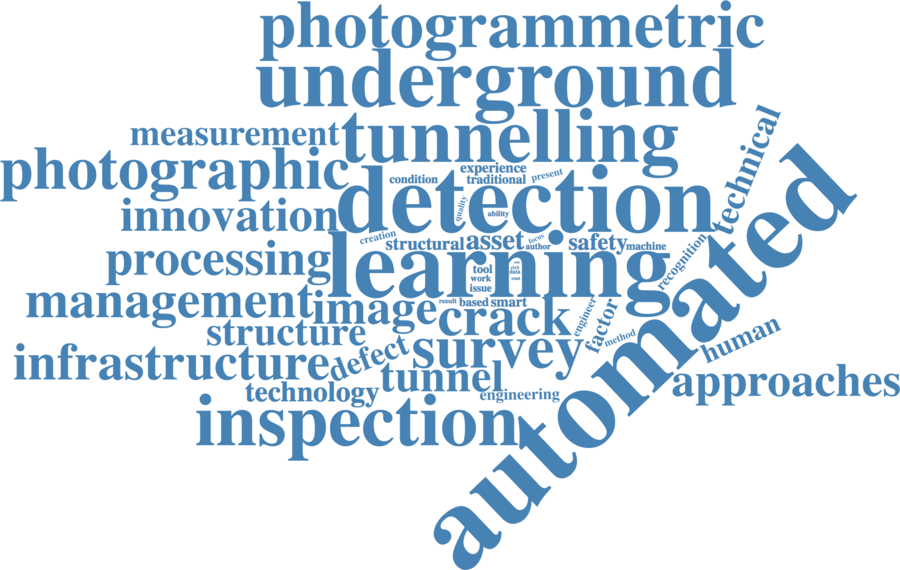 photogrammetric
underground
measurement
tunnelling
technical
photographic
experience
condition
traditional
present
detection
automated
quality
ability
innovation
creation
structural
asset
focus
author
safety
machine
recognition
processing
learning
tool
work
issue
civil
data
cost
management
image
result
based
smart
crack
engineer
factor
method
structure
human
infrastructure
defect
survey
tunnel
approaches
technology
engineering
inspection